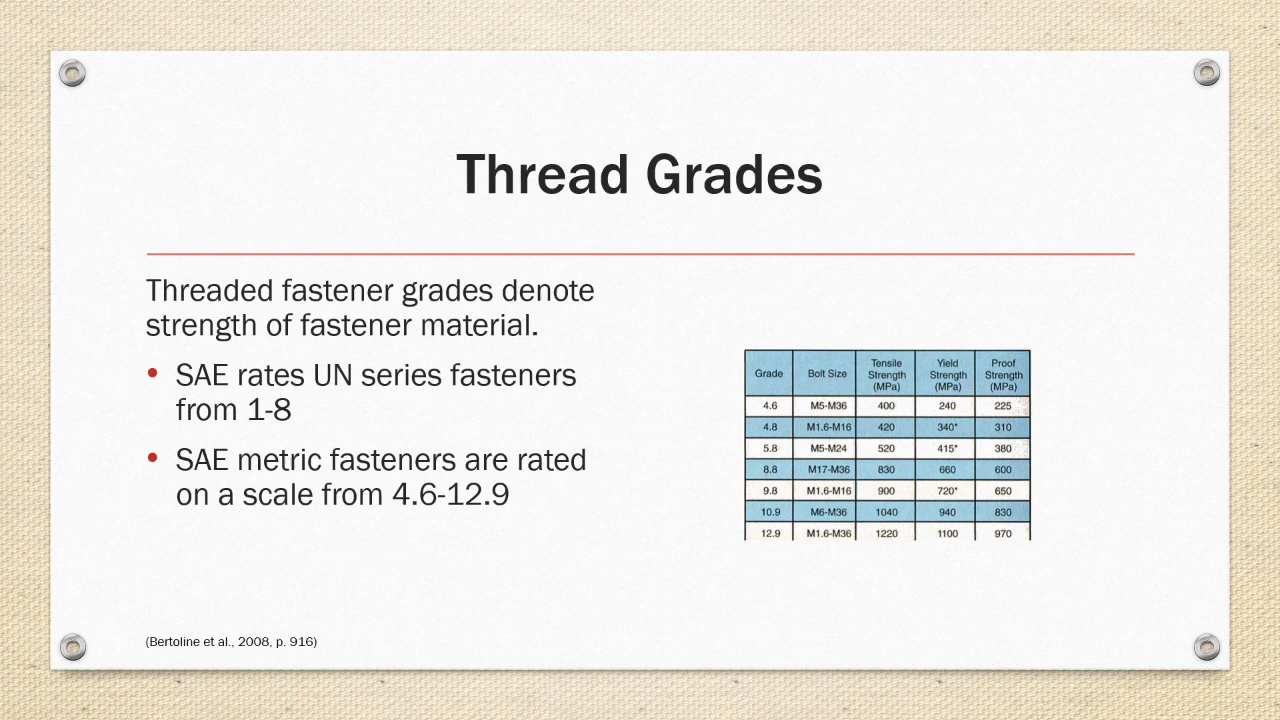 Thread Grades
Threaded fastener grades denote
strength of fastener material.
• SAE rates UN series fasteners
from 1-8
• SAE metric fasteners are rated
on a scale from 4.6-12.9
Grade Bolt Size Tensile Strength (MPa) Yield Strength (MPa) Proof Strength (MPa)
4.6 M5-M36 400 240 225
4.8 M1.6-M16 420 340* 310
5.8 M5-M24 520 415* 380
8.8 M17-M36 830 660 600
9.8 M1.6-M16 900 720* 650
10.9 M6-M36 1040 940 830
12.9 M1.6-M36 1220 1100 970
(Bertoline et al., 2008, p. 916)